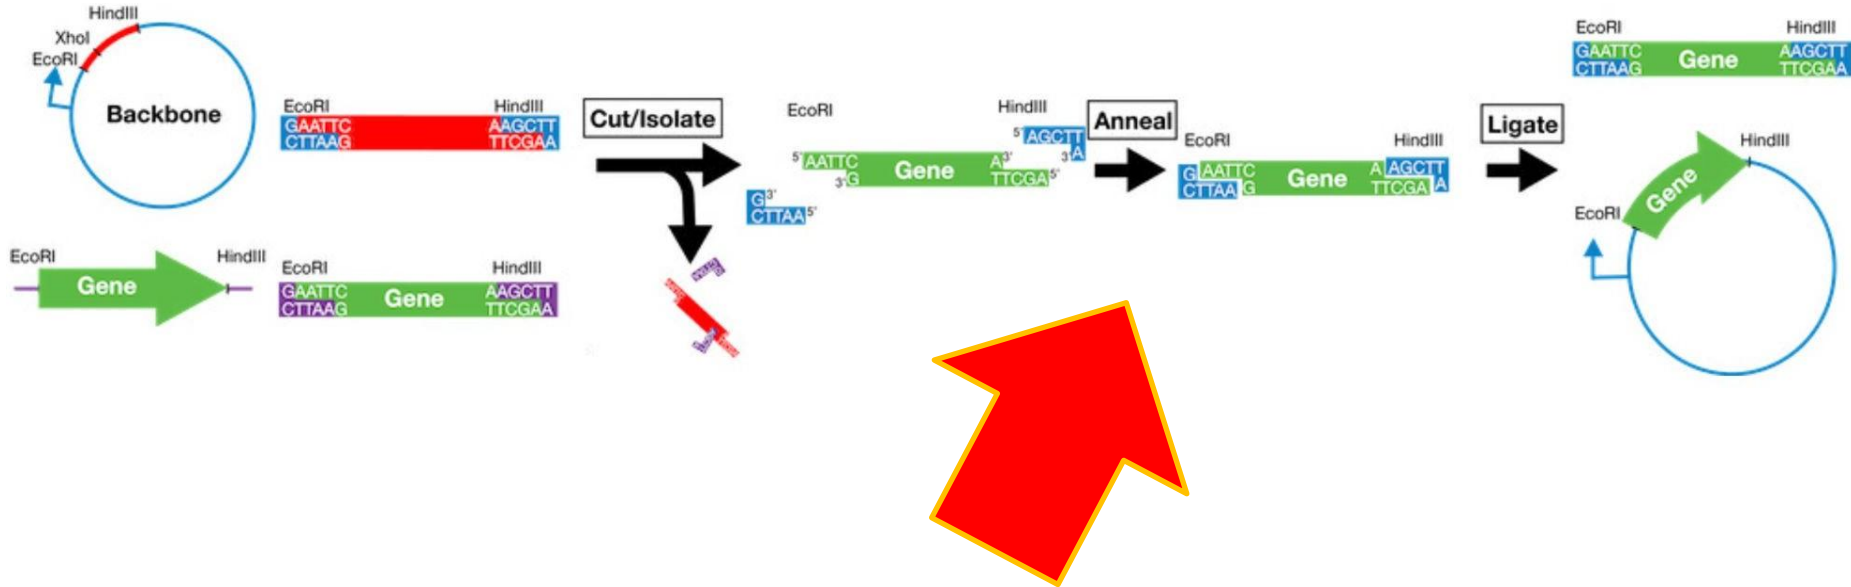 HindIII
XhoI
EcoRI
Backbone
EcoRI HindIII
GAATTC AAGCTT
CTTAAG TTCGAA
EcoRI HindIII
Gene
EcoRI HindIII
GAATTC Gene AAGCTT
CTTAAG TTCGAA
Cut/Isolate
EcoRI HindIII
5' AGCTT
3' A
5' AATTC Gene A 3'
3' G TTCGA 5'
G 3'
CTTAA 5'
Anneal
EcoRI HindIII
G AATTC Gene A AGCTT
CTTAA G TTCGA A
Ligate
EcoRI HindIII
GAATTC Gene AAGCTT
CTTAAG TTCGAA
HindIII
Gene
EcoRI